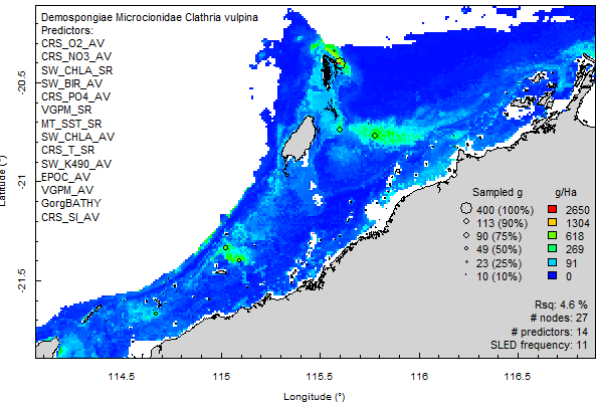 Demospongiae Microcionidae Clathria vulpina
Predictors:
CRS_O2_AV
CRS_NO3_AV
SW_CHLA_SR
SW_BIR_AV
CRS_PO4_AV
VGPM_SR
MT_SST_SR
SW_CHLA_AV
CRS_T_SR
SW_K490_AV
EPOC_AV
VGPM_AV
GorgBATHY
CRS_SI_AV
-20.5
-21
-21.5
Latitude (°)
Sampled g g/Ha
400 (100%) 2650
113 (90%) 1304
90 (75%) 618
49 (50%) 269
23 (25%) 91
10 (10%) 0
Rsq: 4.6 %
# nodes: 27
# predictors: 14
SLED frequency: 11
114.5 115 115.5 116 116.5
Longitude (°)